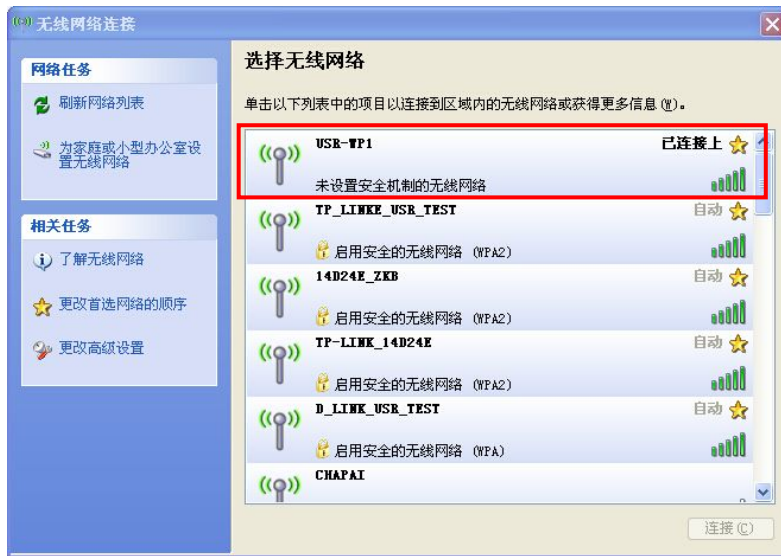 无线网络连接
网络任务
刷新网络列表
为家庭或小型办公室设
置无线网络
相关任务
了解无线网络
更改首选网络的顺序
更改高级设置
选择无线网络
单击以下列表中的项目以连接到区域内的无线网络或获得更多信息(W)。
USR-WP1 已连接上
未设置安全机制的无线网络
TP_LINKE_USR_TEST 自动
启用安全的无线网络 (WPA2)
14D24E_ZKB 自动
启用安全的无线网络 (WPA2)
TP-LINK_14D24E 自动
启用安全的无线网络 (WPA2)
D_LINK_USR_TEST 自动
启用安全的无线网络 (WPA)
CHAPAI
连接(C)